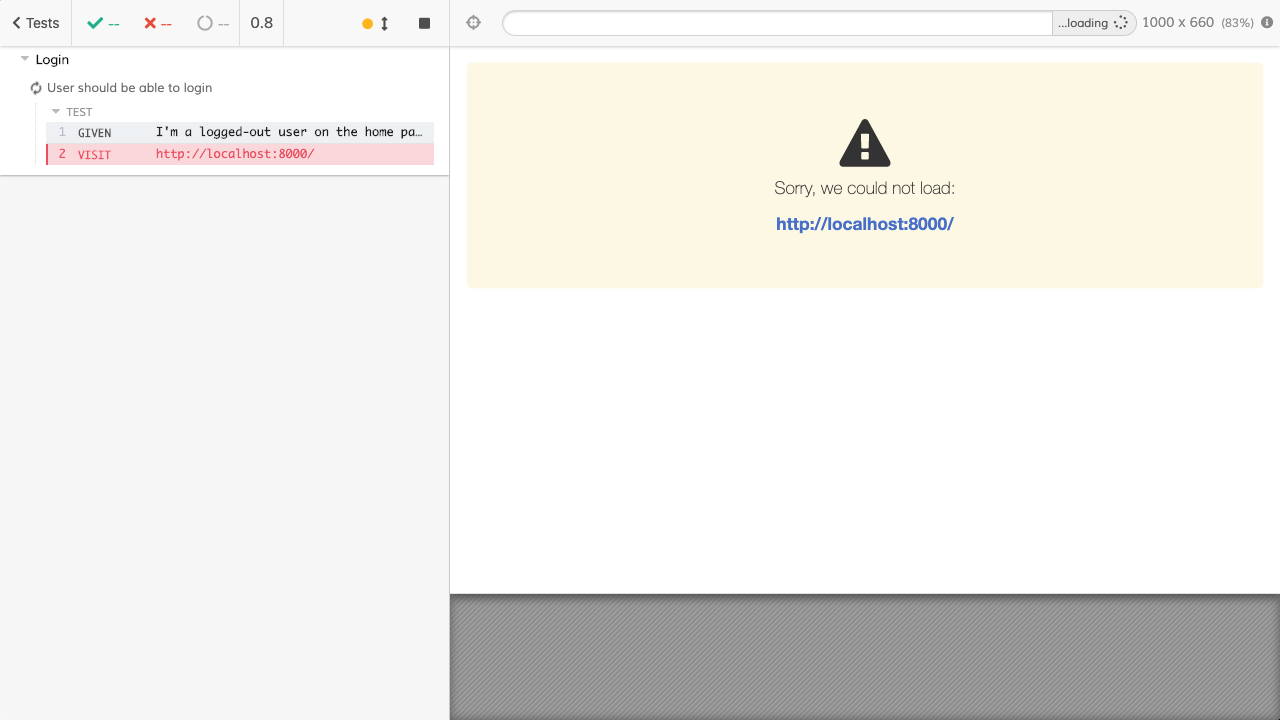 Tests -- -- -- 0.8
...loading 1000 x 660 (83%)
Login
User should be able to login
TEST
1 GIVEN I'm a logged-out user on the home pa…
2 VISIT http://localhost:8000/
Sorry, we could not load:
http://localhost:8000/